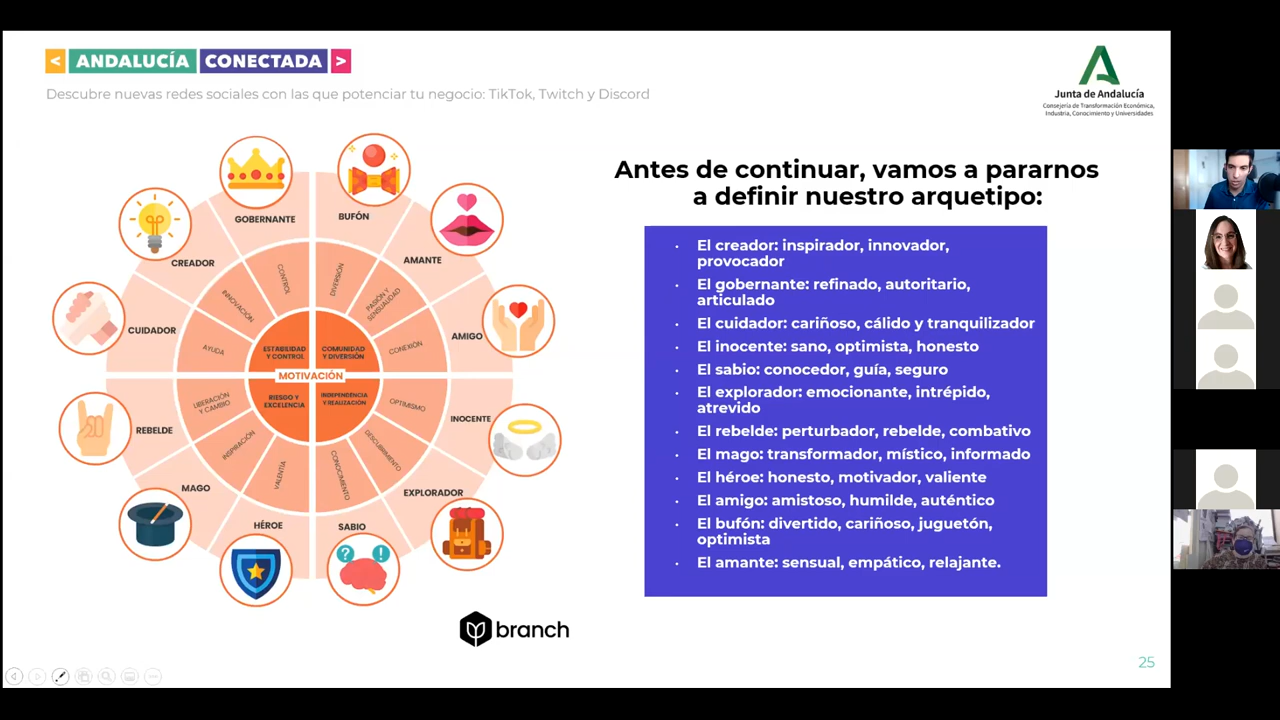 < ANDALUCÍA CONECTADA >
Descubre nuevas redes sociales con las que potenciar tu negocio: TikTok, Twitch y Discord
Junta de Andalucía
Consejería de Transformación Económica,
Industria, Conocimiento y Universidades
Antes de continuar, vamos a pararnos
a definir nuestro arquetipo:
GOBERNANTE
BUFÓN
CREADOR
AMANTE
CUIDADOR
AMIGO
REBELDE
INOCENTE
MAGO
EXPLORADOR
HÉROE
SABIO
CONTROL
DIVERSIÓN
INNOVACIÓN
PASIÓN Y
SENSUALIDAD
AYUDA
CONEXIÓN
LIBERACIÓN
Y CAMBIO
OPTIMISMO
INSPIRACIÓN
DESCUBRIMIENTO
VALENTÍA
CONOCIMIENTO
ESTABILIDAD
Y CONTROL
COMUNIDAD
Y DIVERSIÓN
MOTIVACIÓN
RIESGO Y
EXCELENCIA
INDEPENDENCIA
Y REALIZACIÓN
? !
• El creador: inspirador, innovador,
provocador
• El gobernante: refinado, autoritario,
articulado
• El cuidador: cariñoso, cálido y tranquilizador
• El inocente: sano, optimista, honesto
• El sabio: conocedor, guía, seguro
• El explorador: emocionante, intrépido,
atrevido
• El rebelde: perturbador, rebelde, combativo
• El mago: transformador, místico, informado
• El héroe: honesto, motivador, valiente
• El amigo: amistoso, humilde, auténtico
• El bufón: divertido, cariñoso, juguetón,
optimista
• El amante: sensual, empático, relajante.
branch
25